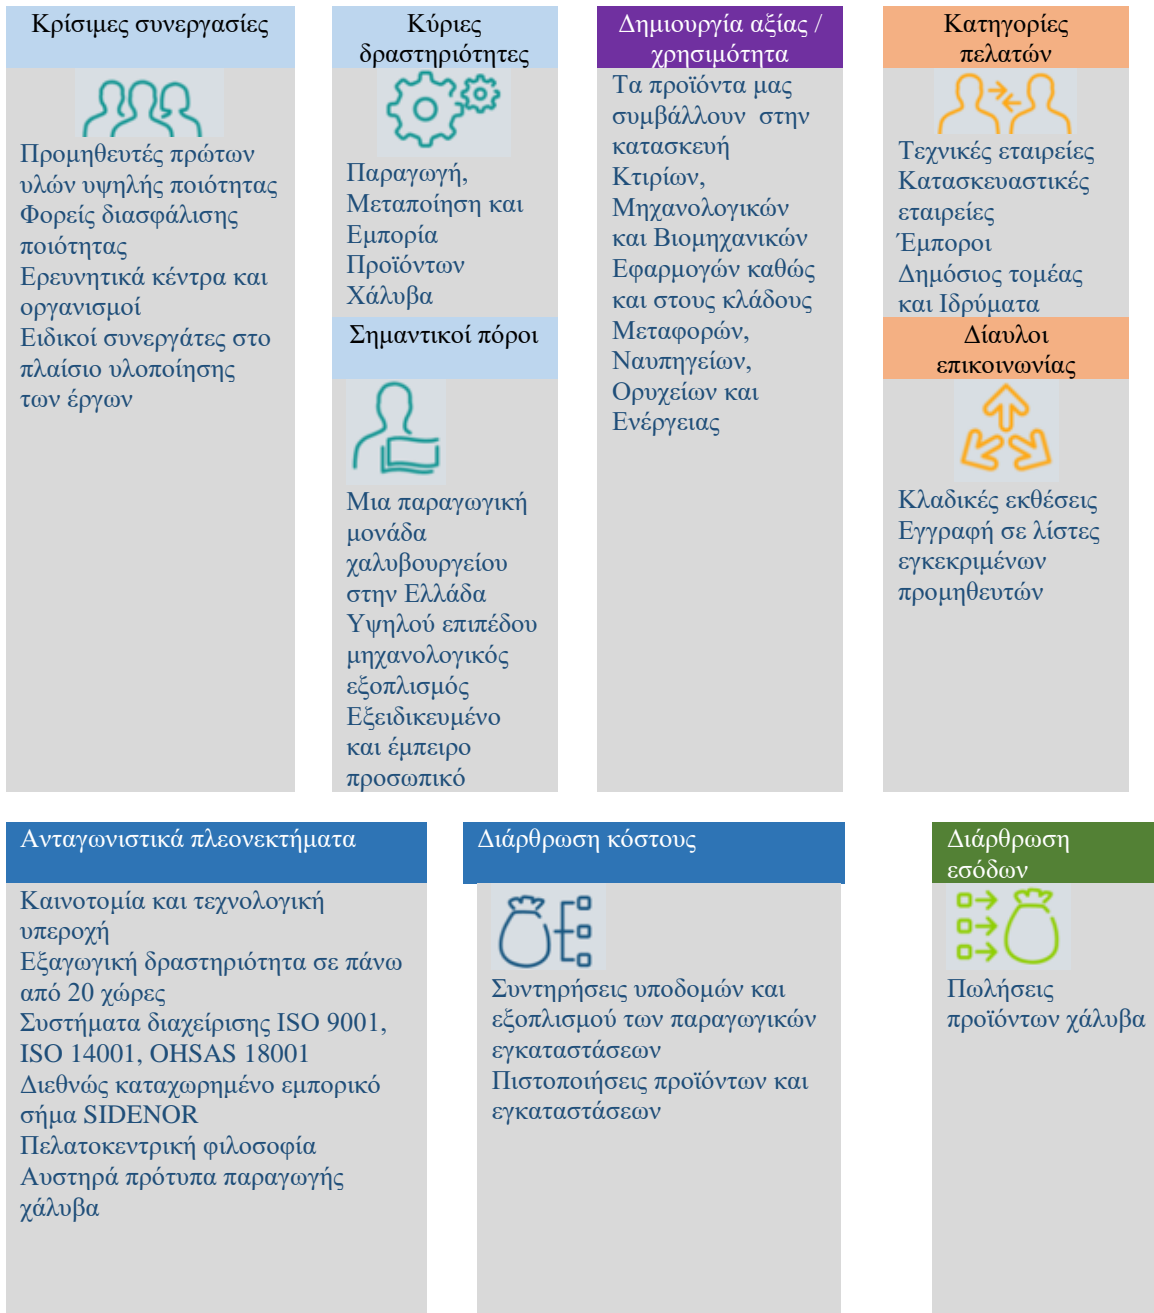 Κρίσιμες συνεργασίες
Προμηθευτές πρώτων
υλών υψηλής ποιότητας
Φορείς διασφάλισης
ποιότητας
Ερευνητικά κέντρα και
οργανισμοί
Ειδικοί συνεργάτες στο
πλαίσιο υλοποίησης
των έργων
Κύριες
δραστηριότητες
Παραγωγή,
Μεταποίηση και
Εμπορία
Προϊόντων
Χάλυβα
Σημαντικοί πόροι
Μια παραγωγική
μονάδα
χαλυβουργείου
στην Ελλάδα
Υψηλού επιπέδου
μηχανολογικός
εξοπλισμός
Εξειδικευμένο
και έμπειρο
προσωπικό
Δημιουργία αξίας /
χρησιμότητα
Τα προϊόντα μας
συμβάλλουν στην
κατασκευή
Κτιρίων,
Μηχανολογικών
και Βιομηχανικών
Εφαρμογών καθώς
και στους κλάδους
Μεταφορών,
Ναυπηγείων,
Ορυχείων και
Ενέργειας
Κατηγορίες
πελατών
Τεχνικές εταιρείες
Κατασκευαστικές
εταιρείες
Έμποροι
Δημόσιος τομέας
και Ιδρύματα
Δίαυλοι
επικοινωνίας
Κλαδικές εκθέσεις
Εγγραφή σε λίστες
εγκεκριμένων
προμηθευτών
Ανταγωνιστικά πλεονεκτήματα
Καινοτομία και τεχνολογική
υπεροχή
Εξαγωγική δραστηριότητα σε πάνω
από 20 χώρες
Συστήματα διαχείρισης ISO 9001,
ISO 14001, OHSAS 18001
Διεθνώς καταχωρημένο εμπορικό
σήμα SIDENOR
Πελατοκεντρική φιλοσοφία
Αυστηρά πρότυπα παραγωγής
χάλυβα
Διάρθρωση κόστους
Συντηρήσεις υποδομών και
εξοπλισμού των παραγωγικών
εγκαταστάσεων
Πιστοποιήσεις προϊόντων και
εγκαταστάσεων
Διάρθρωση
εσόδων
Πωλήσεις
προϊόντων χάλυβα